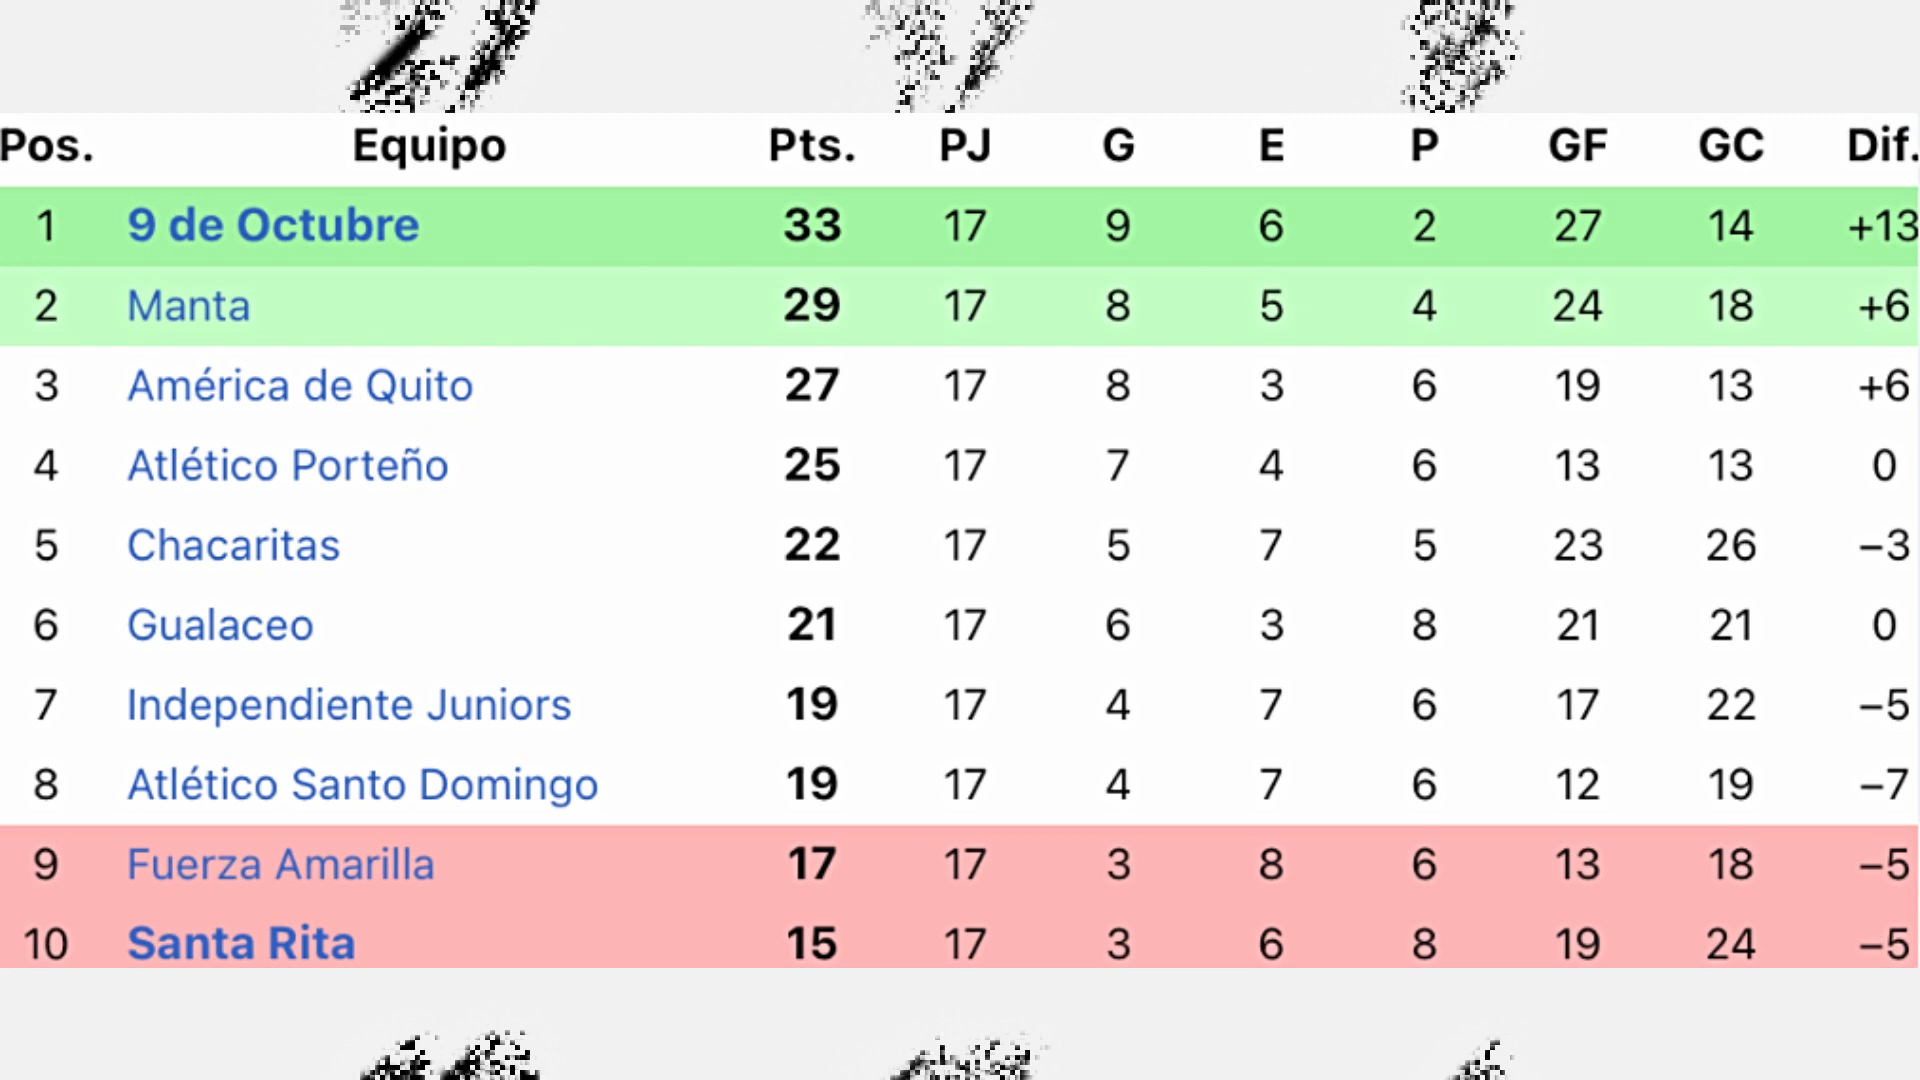 Pos. Equipo Pts. PJ G E P GF GC Dif.
1 9 de Octubre 33 17 9 6 2 27 14 +13
2 Manta 29 17 8 5 4 24 18 +6
3 América de Quito 27 17 8 3 6 19 13 +6
4 Atlético Porteño 25 17 7 4 6 13 13 0
5 Chacaritas 22 17 5 7 5 23 26 −3
6 Gualaceo 21 17 6 3 8 21 21 0
7 Independiente Juniors 19 17 4 7 6 17 22 −5
8 Atlético Santo Domingo 19 17 4 7 6 12 19 −7
9 Fuerza Amarilla 17 17 3 8 6 13 18 −5
10 Santa Rita 15 17 3 6 8 19 24 −5